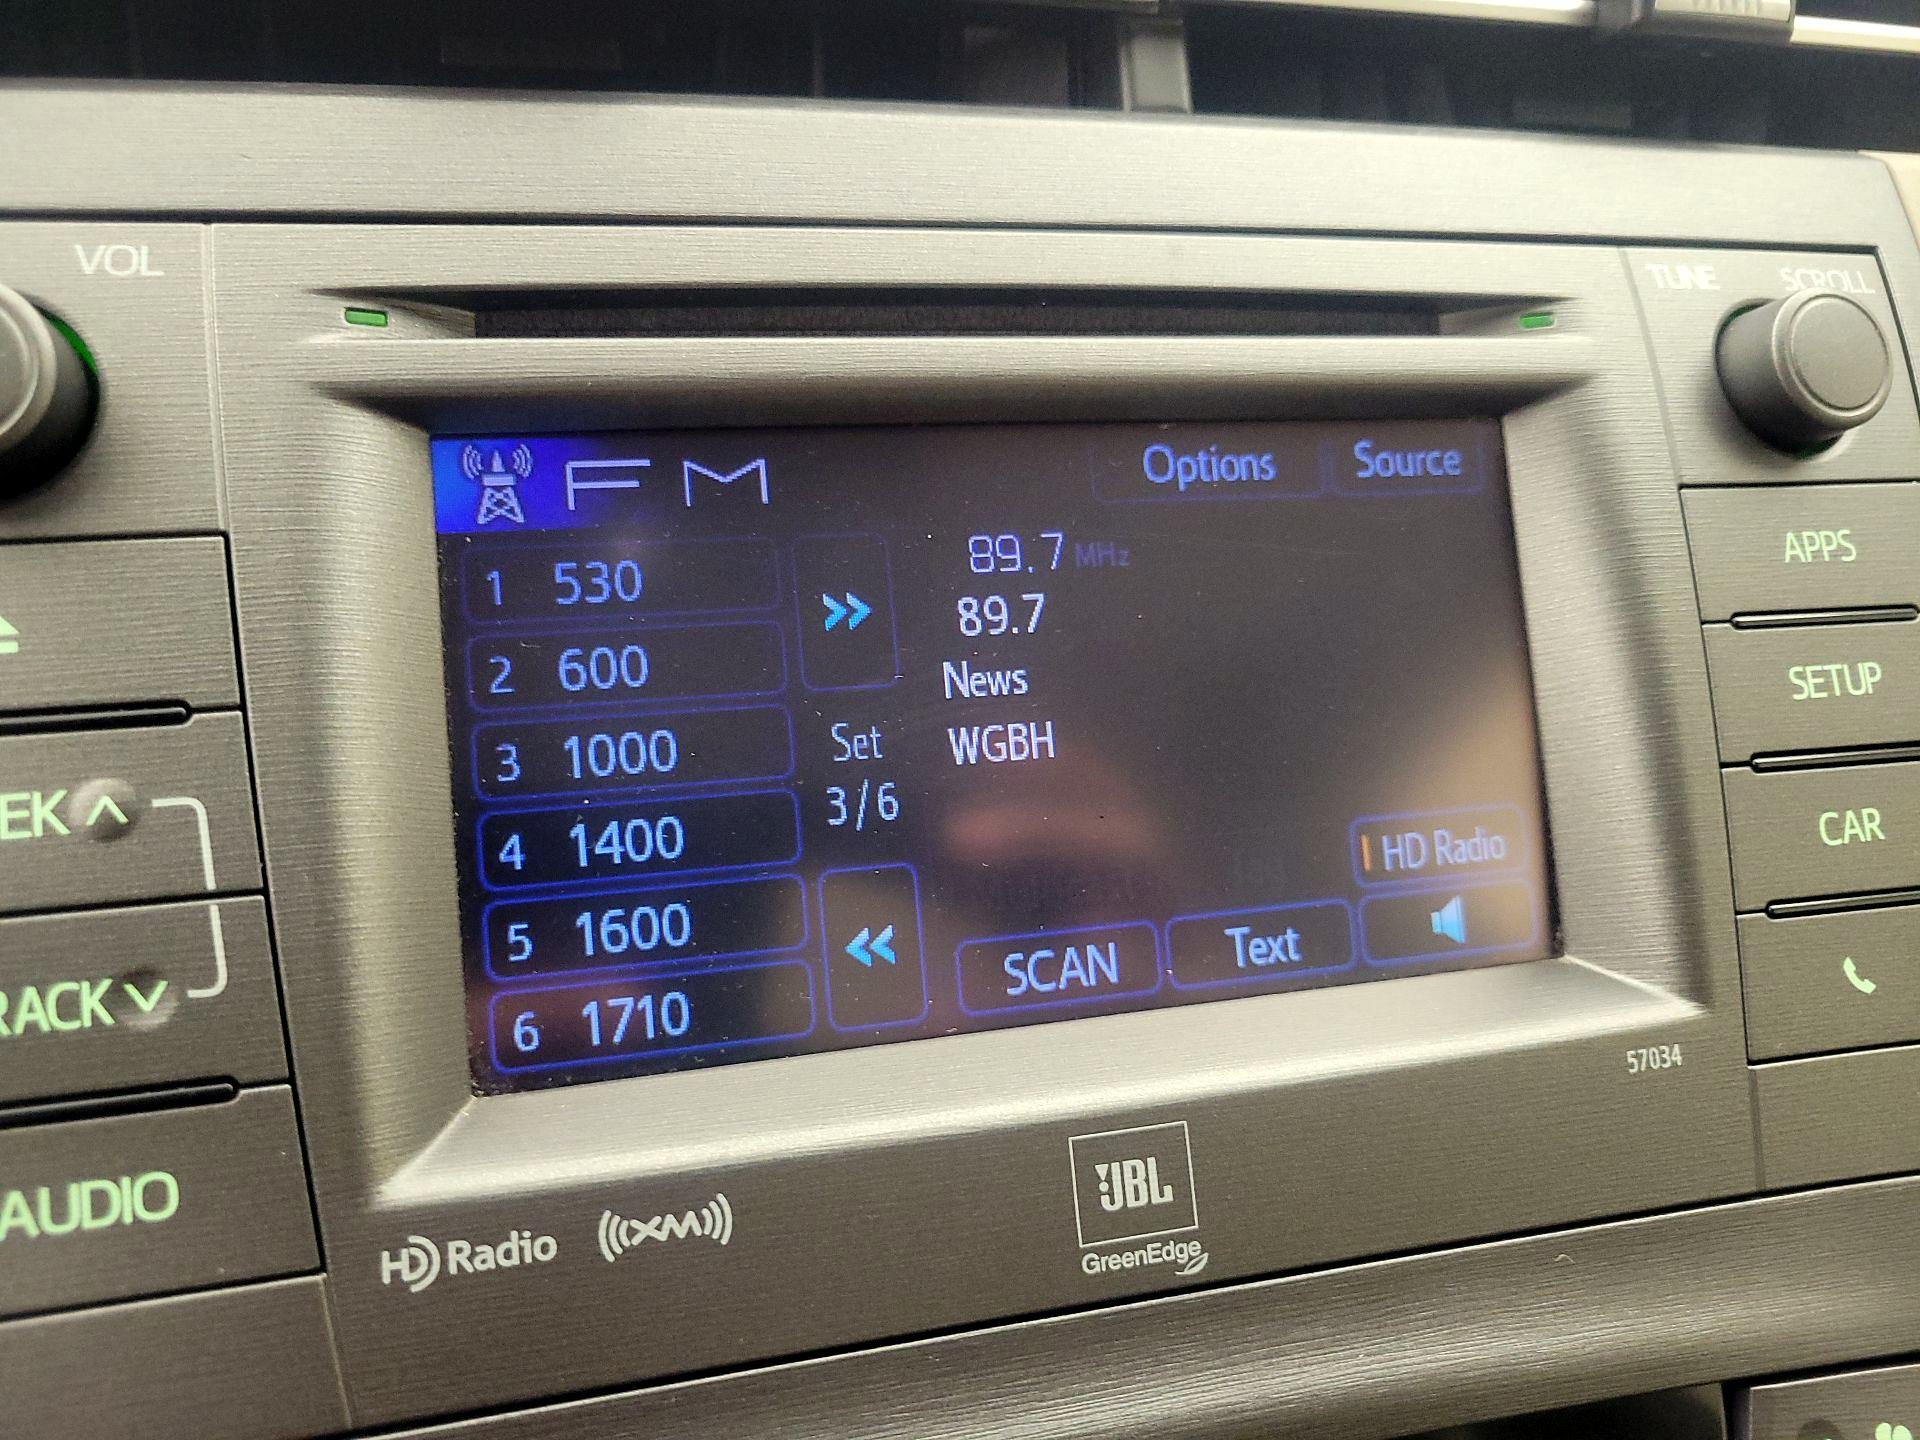 VOL
TUNE SCROLL
FM
Options
Source
1 530
2 600
3 1000
4 1400
5 1600
6 1710
Set
3/6
89.7 MHz
89.7
News
WGBH
HD Radio
SCAN
Text
APPS
SETUP
CAR
EK
RACK
AUDIO
57034
HD Radio
XM
JBL
GreenEdge